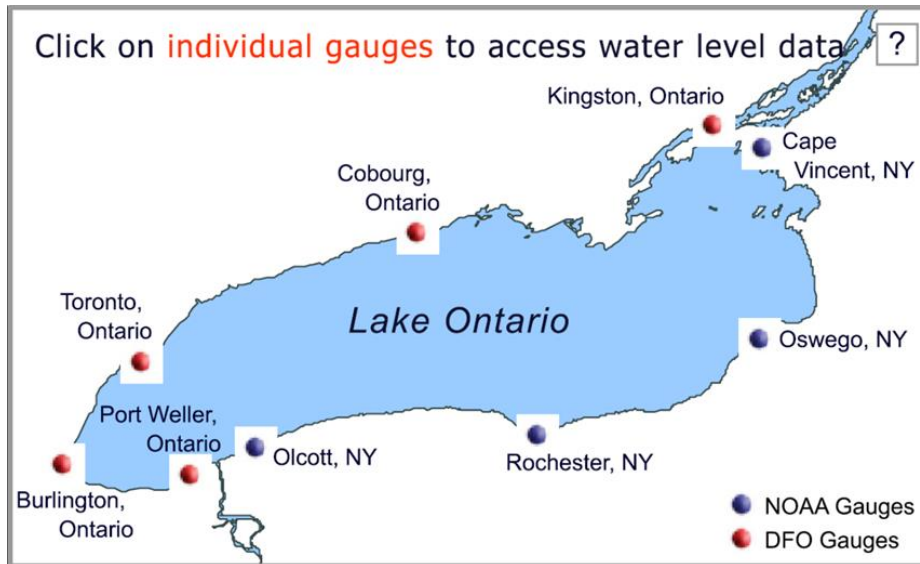 Click on individual gauges to access water level data
?
Kingston, Ontario
Cape
Vincent, NY
Cobourg,
Ontario
Toronto,
Ontario
Lake Ontario
Oswego, NY
Port Weller,
Ontario
Olcott, NY
Rochester, NY
Burlington,
Ontario
NOAA Gauges
DFO Gauges